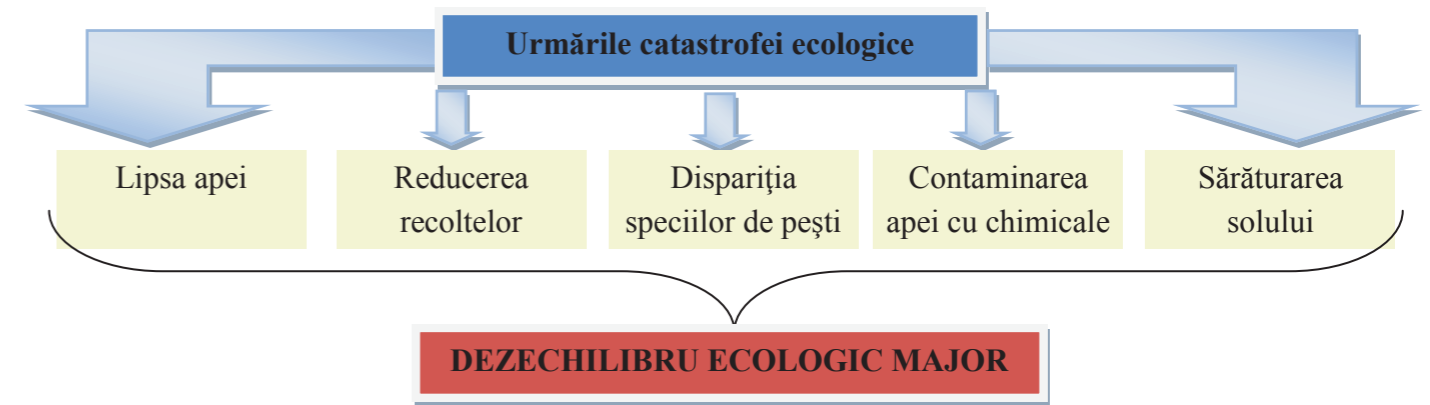 Urmările catastrofei ecologice
Lipsa apei
Reducerea
recoltelor
Dispariţia
speciilor de peşti
Contaminarea
apei cu chimicale
Sărăturarea
solului
DEZECHILIBRU ECOLOGIC MAJOR